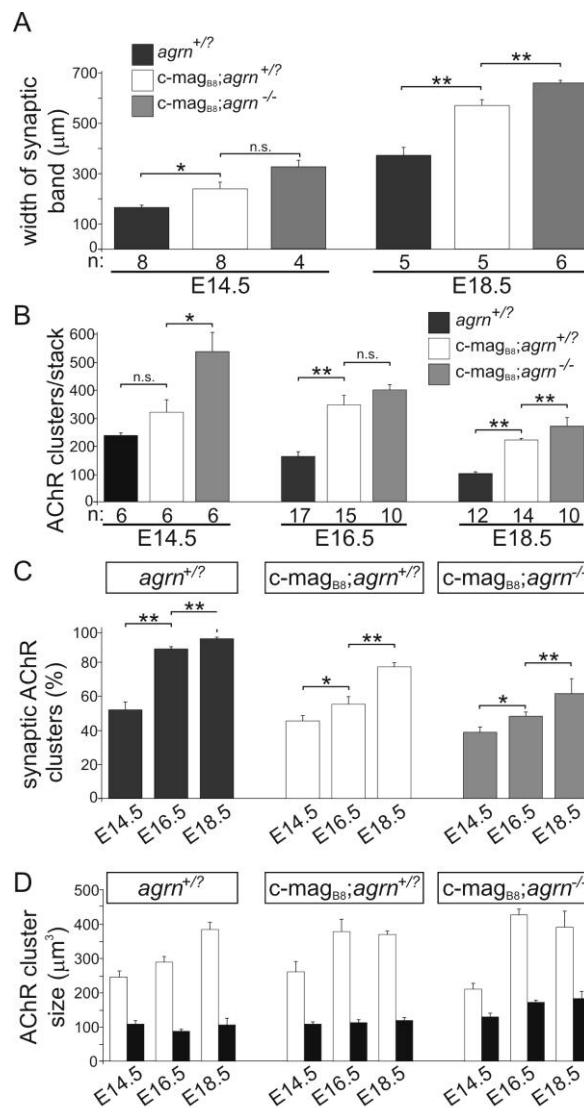 A
agrn+/?
c-magB8;agrn+/?
c-magB8;agrn -/-
width of synaptic
band (μm)
700
500
300
100
0
*
n.s.
**
**
n: 8 8 4 5 5 6
E14.5 E18.5
B
agrn+/?
c-magB8;agrn+/?
c-magB8;agrn-/-
AChR clusters/stack
600
500
400
300
200
100
0
n.s.
*
**
n.s.
**
**
n: 6 6 6 17 15 10 12 14 10
E14.5 E16.5 E18.5
C
agrn+/? c-magB8;agrn+/? c-magB8;agrn-/-
synaptic AChR
clusters (%)
100
80
60
40
20
0
** **
* **
* **
E14.5 E16.5 E18.5 E14.5 E16.5 E18.5 E14.5 E16.5 E18.5
D
agrn+/? c-magB8;agrn+/? c-magB8;agrn-/-
AChR cluster
size (μm3)
500
400
300
200
100
0
E14.5 E16.5 E18.5 E14.5 E16.5 E18.5 E14.5 E16.5 E18.5